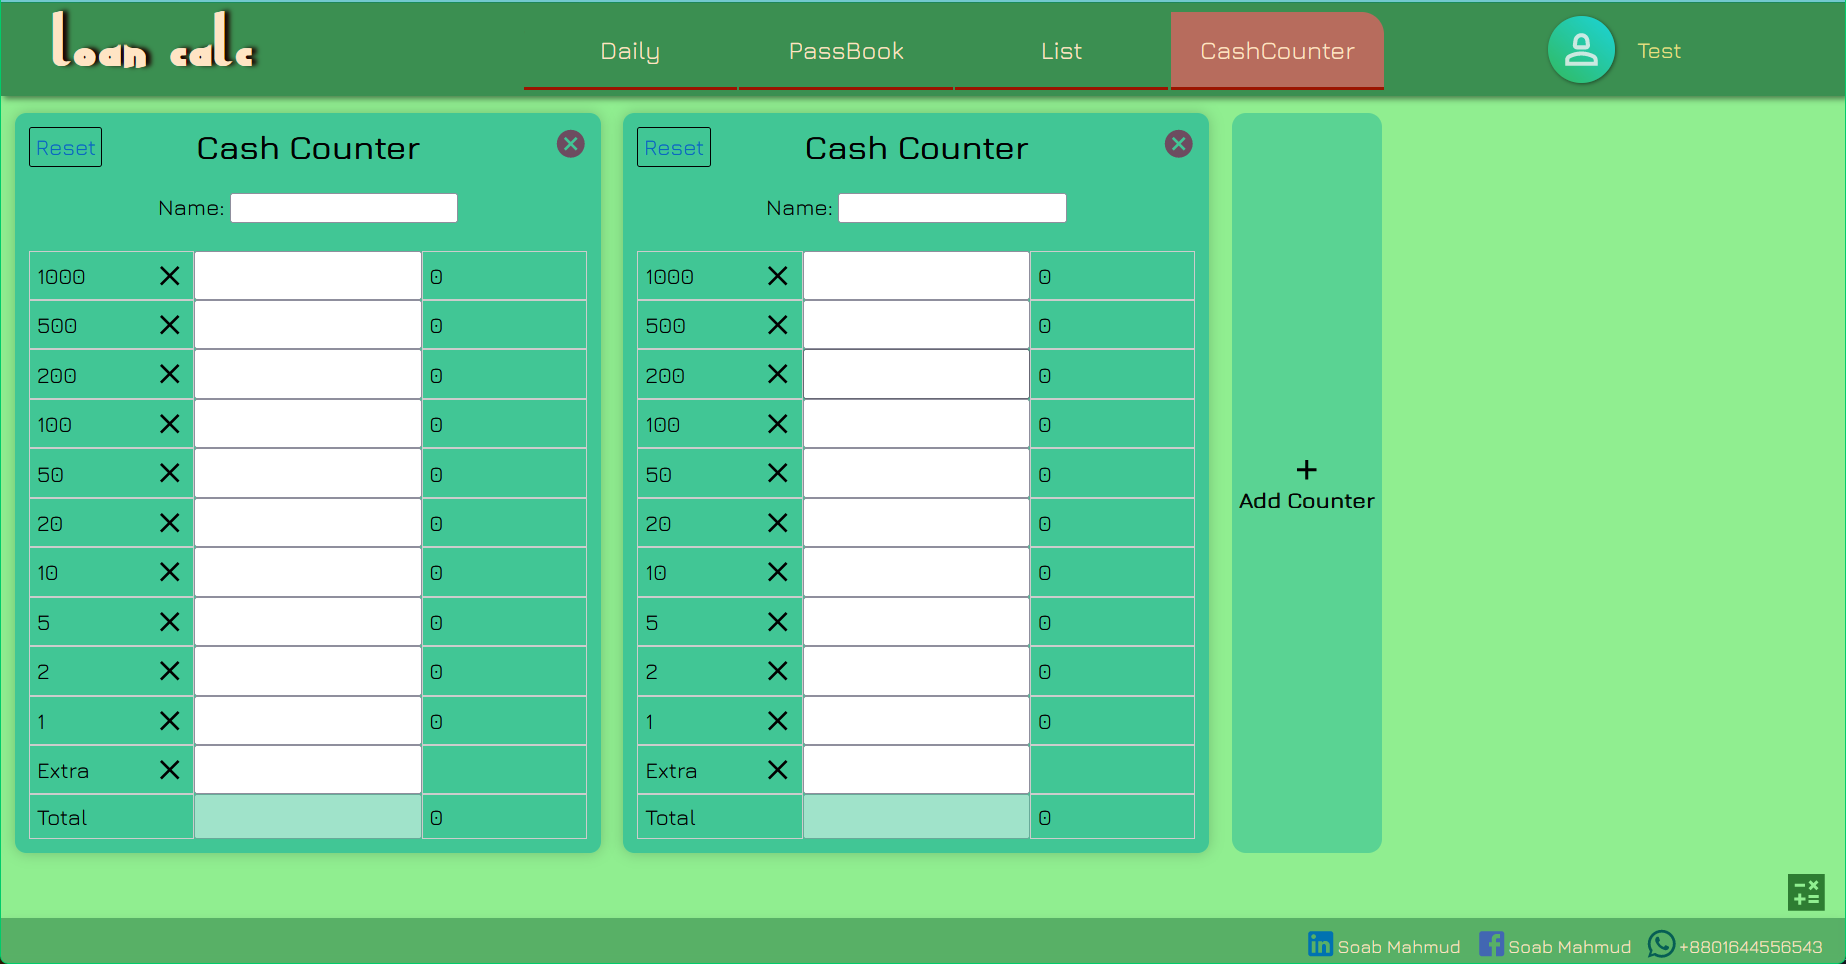 loan calc
Daily PassBook List CashCounter Test
Reset Cash Counter
Name:
1000 0
500 0
200 0
100 0
50 0
20 0
10 0
5 0
2 0
1 0
Extra
Total 0
Reset Cash Counter
Name:
1000 0
500 0
200 0
100 0
50 0
20 0
10 0
5 0
2 0
1 0
Extra
Total 0
+
Add Counter
in Soab Mahmud f Soab Mahmud +8801644556543